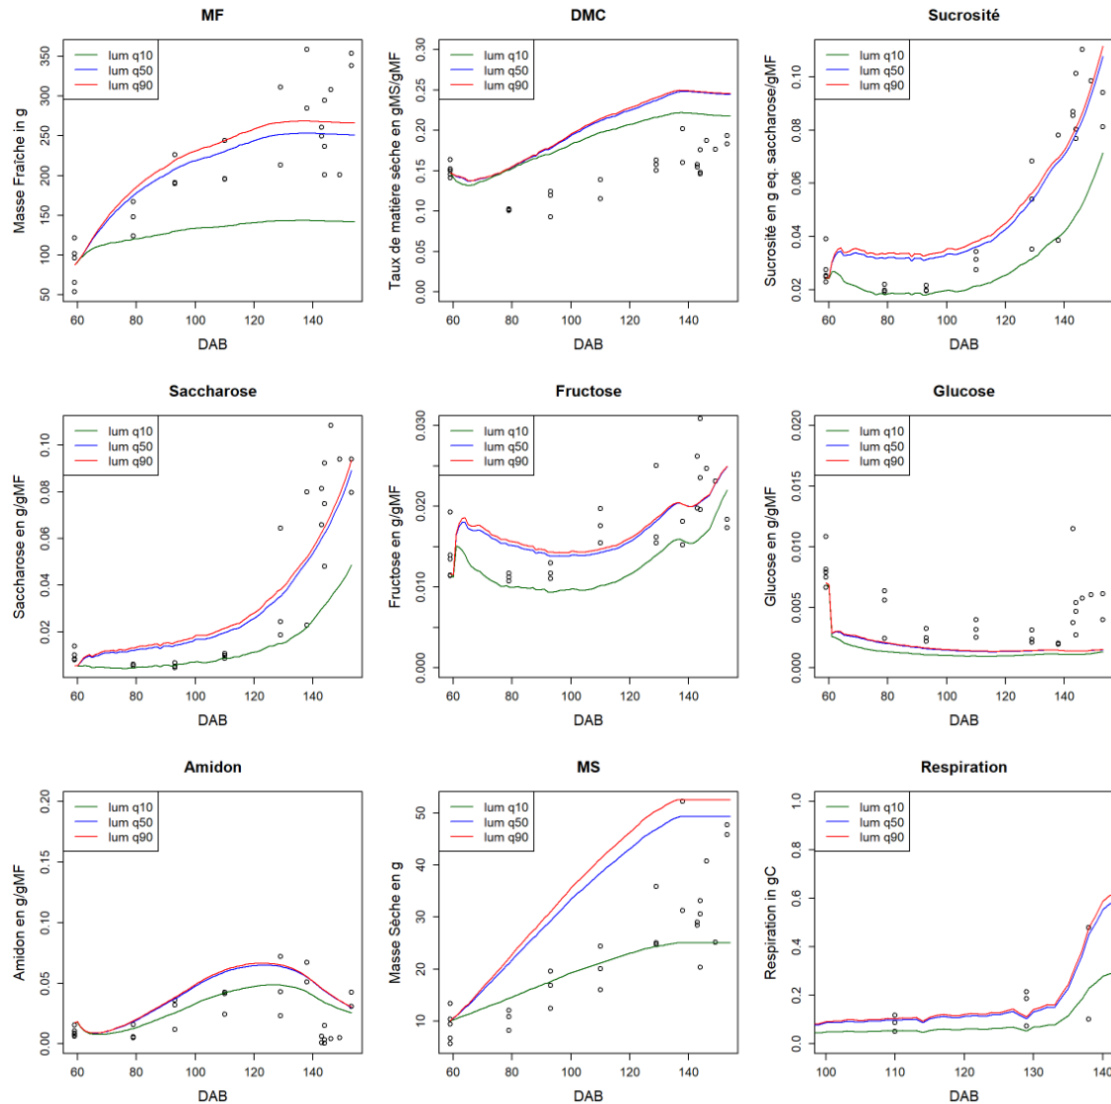 MF
lum q10
lum q50
lum q90
Masse Fraîche in g
50 100 150 200 250 300 350
60 80 100 120 140
DAB
DMC
lum q10
lum q50
lum q90
Taux de matière sèche en gMS/gMF
0.00 0.05 0.10 0.15 0.20 0.25 0.30
60 80 100 120 140
DAB
Sucrosité
lum q10
lum q50
lum q90
Sucrosité en g eq. saccharose/gMF
0.02 0.04 0.06 0.08 0.10
60 80 100 120 140
DAB
Saccharose
lum q10
lum q50
lum q90
Saccharose en g/gMF
0.02 0.04 0.06 0.08 0.10
60 80 100 120 140
DAB
Fructose
lum q10
lum q50
lum q90
Fructose en g/gMF
0.000 0.010 0.020 0.030
60 80 100 120 140
DAB
Glucose
lum q10
lum q50
lum q90
Glucose en g/gMF
0.000 0.005 0.010 0.015 0.020
60 80 100 120 140
DAB
Amidon
lum q10
lum q50
lum q90
Amidon en g/gMF
0.00 0.05 0.10 0.15 0.20
60 80 100 120 140
DAB
MS
lum q10
lum q50
lum q90
Masse Sèche en g
10 20 30 40 50
60 80 100 120 140
DAB
Respiration
lum q10
lum q50
lum q90
Respiration in gC
0.0 0.2 0.4 0.6 0.8 1.0
100 110 120 130 140
DAB